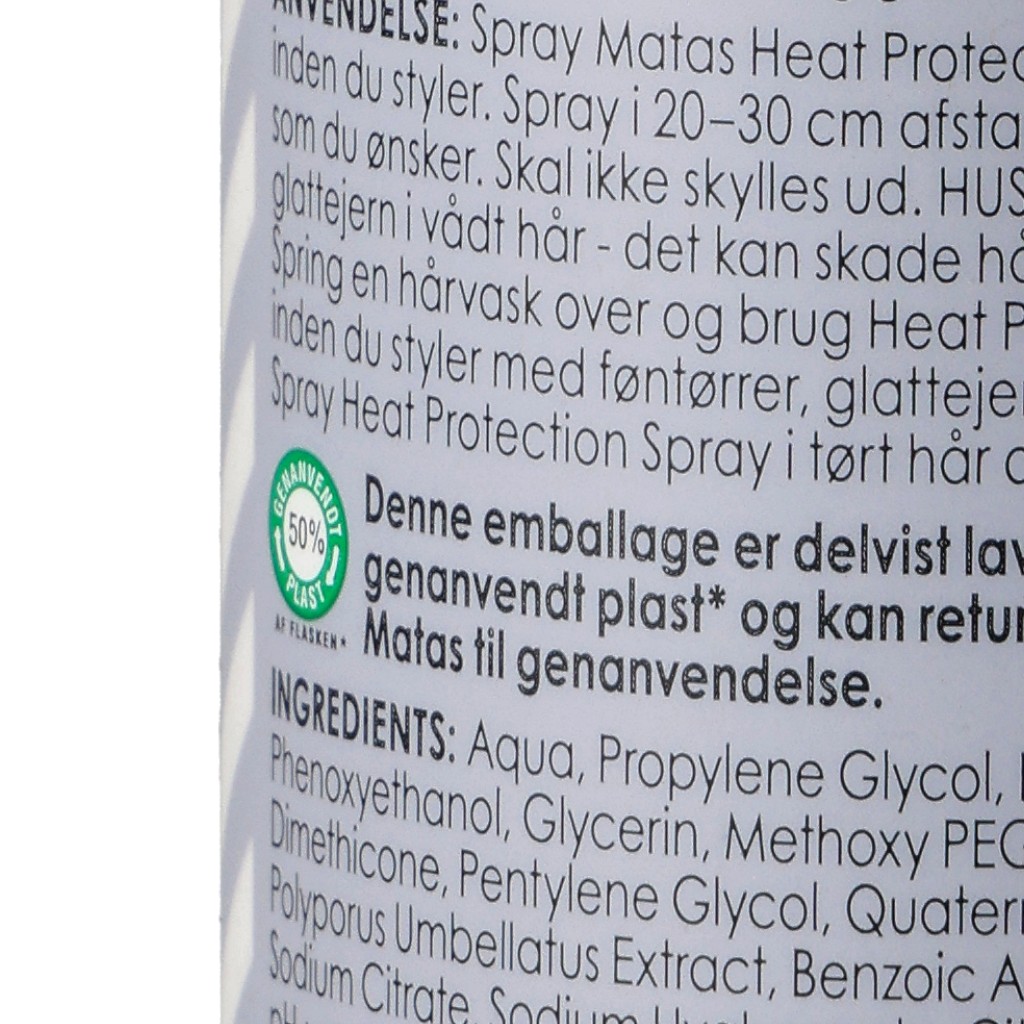 ANVENDELSE: Spray Matas Heat Protec
inden du styler. Spray i 20–30 cm afsta
som du ønsker. Skal ikke skylles ud. HUS
glattejern i vådt hår - det kan skade hå
Spring en hårvask over og brug Heat P
inden du styler med føntørrer, glatteje
Spray Heat Protection Spray i tørt hår
GENANVENDT
50%
PLAST
AF FLASKEN*
Denne emballage er delvist lav
genanvendt plast* og kan retur
Matas til genanvendelse.
INGREDIENTS: Aqua, Propylene Glycol,
Phenoxyethanol, Glycerin, Methoxy PEG
Dimethicone, Pentylene Glycol, Quatern
Polyporus Umbellatus Extract, Benzoic A
Sodium Citrate, Sodium